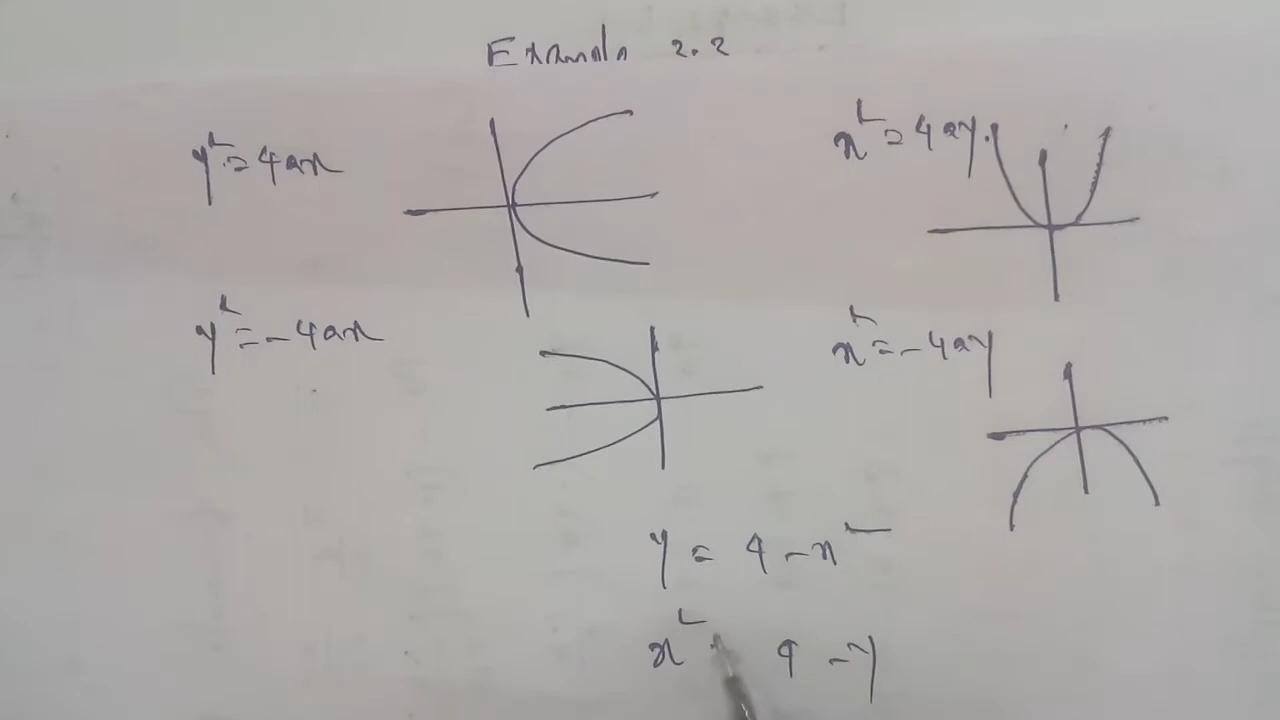 Example 2.2
y² = 4ax
x² = 4ay.
y² = -4ax
x² = -4ay
y = 4 - x²
x² 4 - y